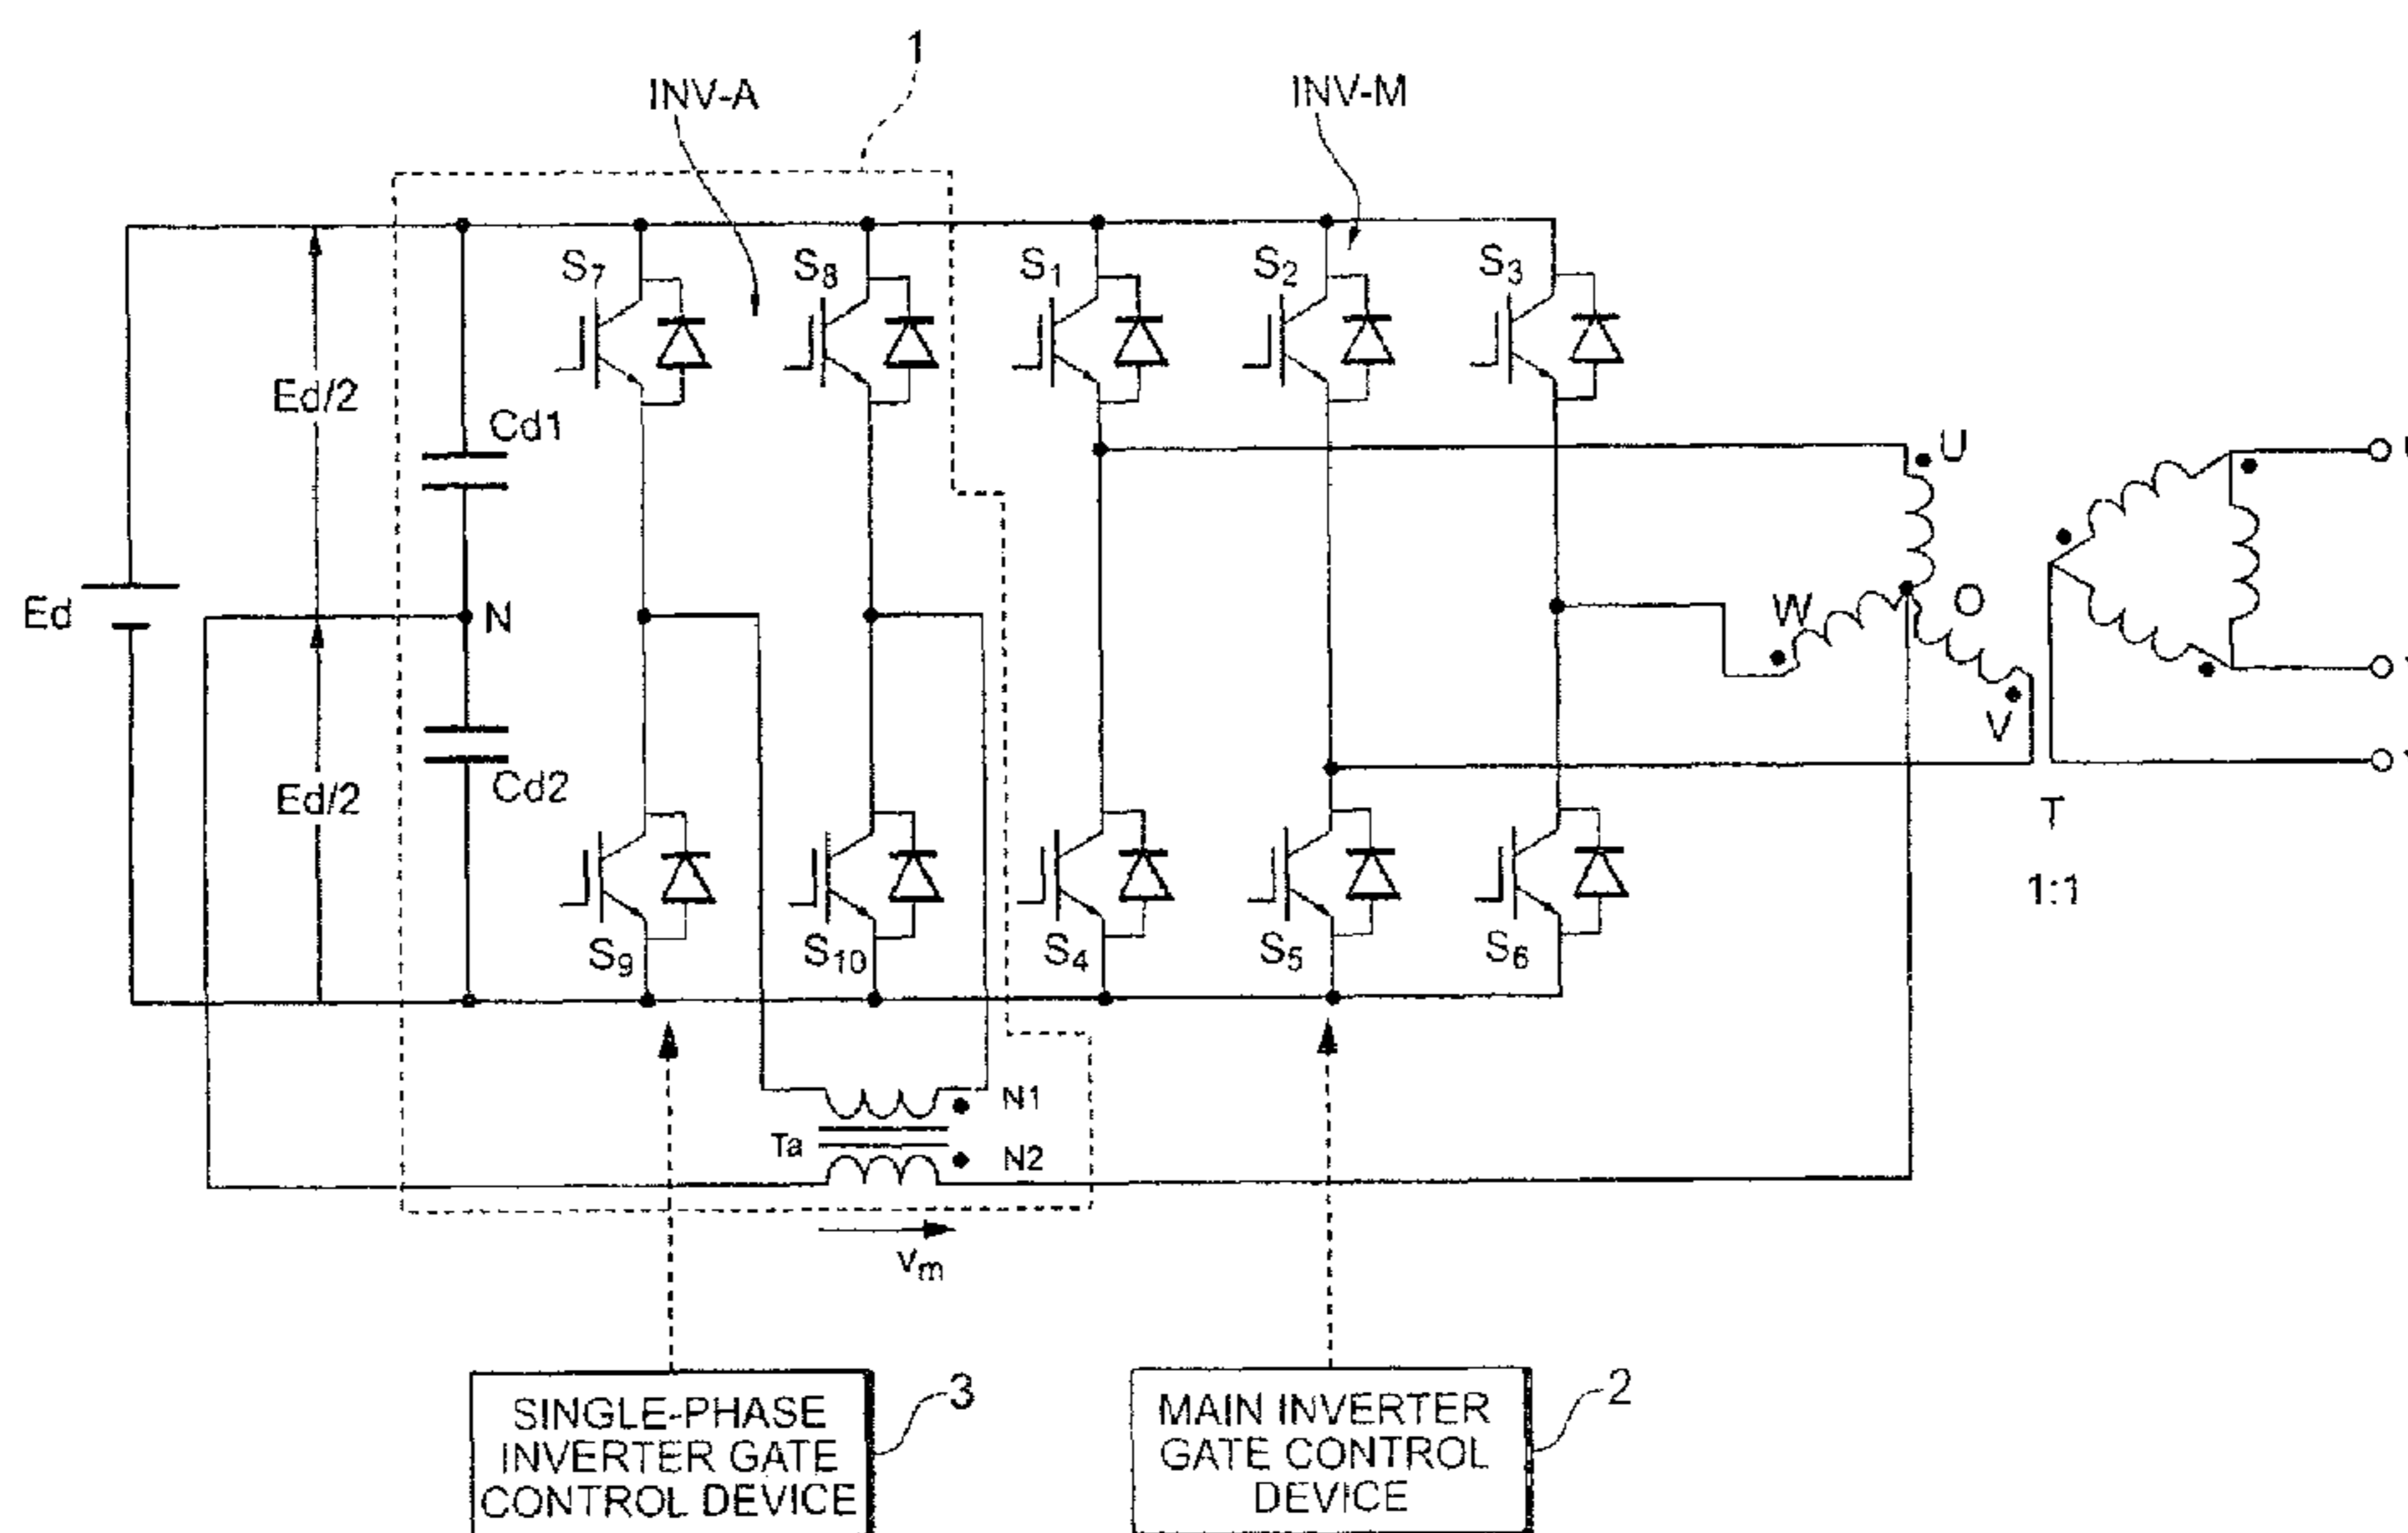 1
INV-A
INV-M
S7
S8
S1
S2
S3
Ed/2
Cd1
U
Ed
N
W
O
V
Cd2
Ed/2
T
1:1
S9
S10
S4
S5
S6
N1
Ta
N2
vm
SINGLE-PHASE
INVERTER GATE
CONTROL DEVICE
3
MAIN INVERTER
GATE CONTROL
DEVICE
2